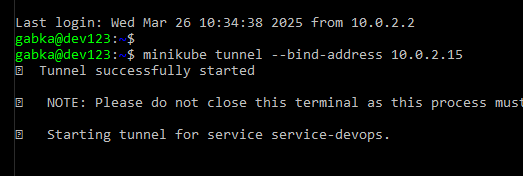 Last login: Wed Mar 26 10:34:38 2025 from 10.0.2.2
gabka@dev123:~$
gabka@dev123:~$ minikube tunnel --bind-address 10.0.2.15
Tunnel successfully started
NOTE: Please do not close this terminal as this process must
Starting tunnel for service service-devops.